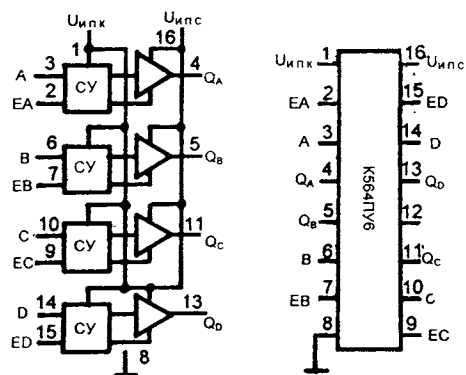 Uипк Uипс
1 16
A 3 СУ 4 QA
EA 2
B 6 СУ 5 QB
EB 7
C 10 СУ 11 QC
EC 9
D 14 СУ 13 QD
ED 15
8
Uипк 1 16 Uипс
EA 2 15 ED
A 3 14 D
QA 4 13 QD
QB 5 12
B 6 11 QC
EB 7 10 C
8 9 EC
К564ПУ6